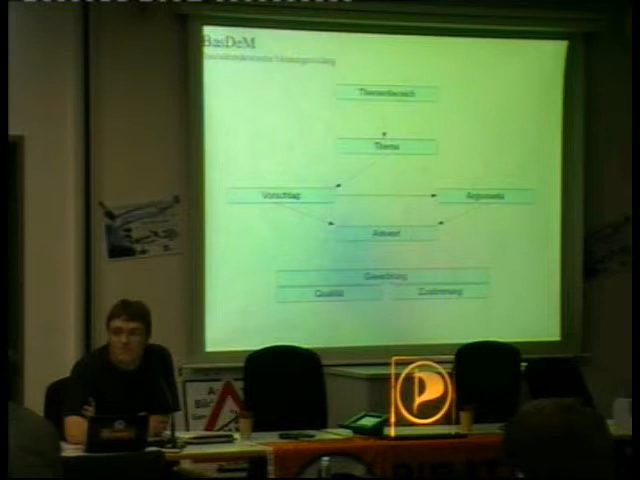 BasDeM
Themenbereich
Thema
Vorschlag
Argumente
Antwort
Gewichtung
Qualität
Zustimmung
P